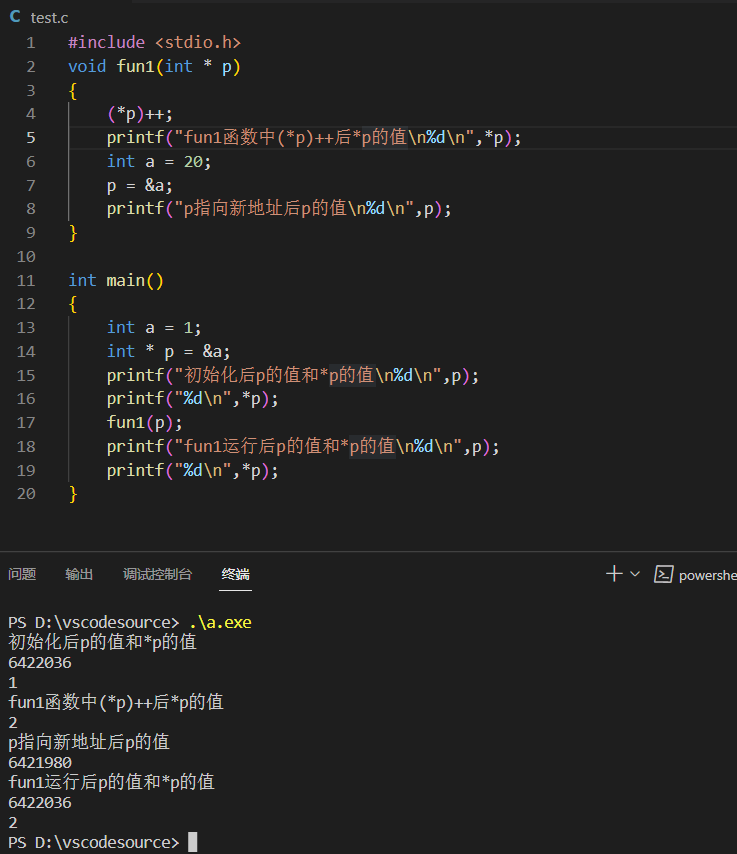 C test.c
1 #include <stdio.h>
2 void fun1(int * p)
3 {
4 (*p)++;
5 printf("fun1函数中(*p)++后*p的值\n%d\n",*p);
6 int a = 20;
7 p = &a;
8 printf("p指向新地址后p的值\n%d\n",p);
9 }
10
11 int main()
12 {
13 int a = 1;
14 int * p = &a;
15 printf("初始化后p的值和*p的值\n%d\n",p);
16 printf("%d\n",*p);
17 fun1(p);
18 printf("fun1运行后p的值和*p的值\n%d\n",p);
19 printf("%d\n",*p);
20 }
问题 输出 调试控制台 终端 powershe
PS D:\vscodesource> .\a.exe
初始化后p的值和*p的值
6422036
1
fun1函数中(*p)++后*p的值
2
p指向新地址后p的值
6421980
fun1运行后p的值和*p的值
6422036
2
PS D:\vscodesource>